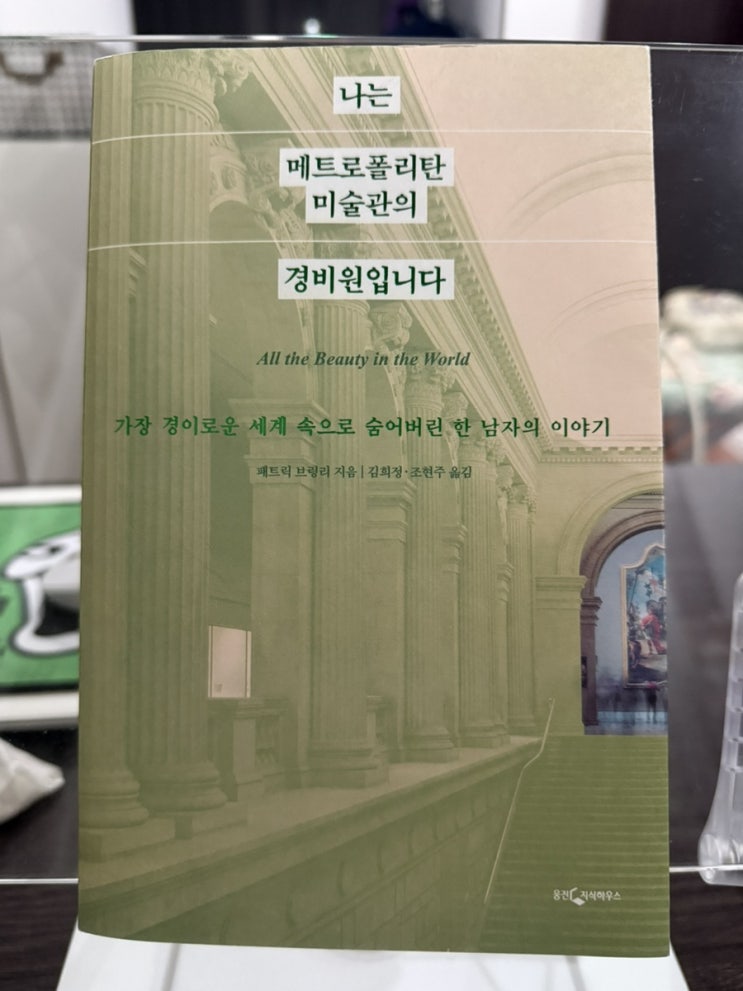 나는
메트로폴리탄
미술관의
경비원입니다
All the Beauty in the World
가장 경이로운 세계 속으로 숨어버린 한 남자의 이야기
패트릭 브링리 지음 | 김희정·조현주 옮김
웅진 지식하우스